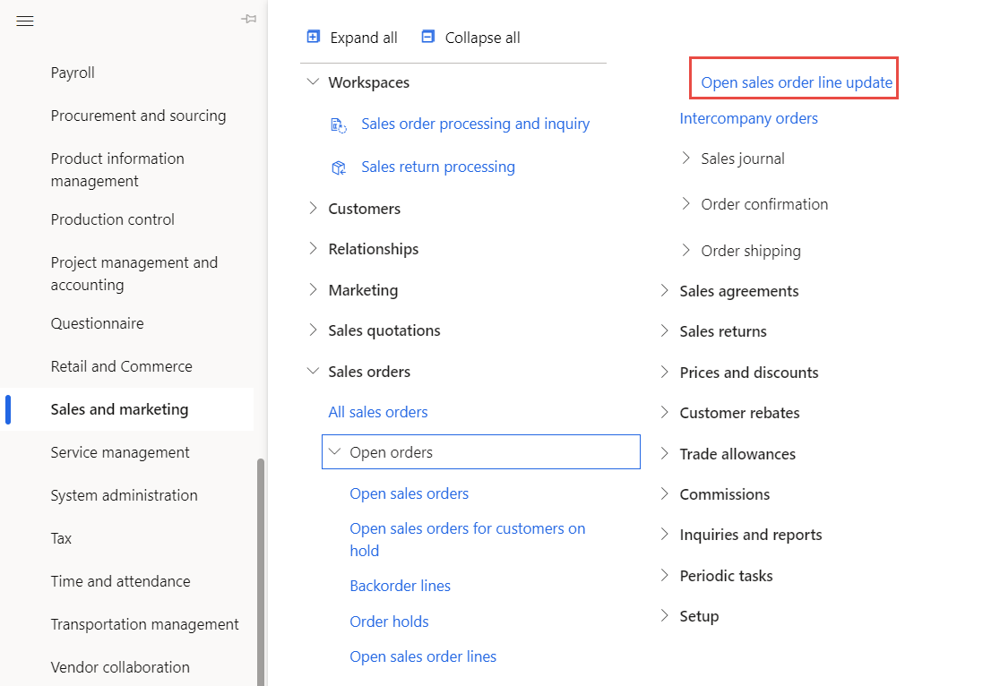 Payroll
Procurement and sourcing
Product information
management
Production control
Project management and
accounting
Questionnaire
Retail and Commerce
Sales and marketing
Service management
System administration
Tax
Time and attendance
Transportation management
Vendor collaboration
Expand all
Collapse all
Workspaces
Sales order processing and inquiry
Sales return processing
Customers
Relationships
Marketing
Sales quotations
Sales orders
All sales orders
Open orders
Open sales orders
Open sales orders for customers on
hold
Backorder lines
Order holds
Open sales order lines
Open sales order line update
Intercompany orders
Sales journal
Order confirmation
Order shipping
Sales agreements
Sales returns
Prices and discounts
Customer rebates
Trade allowances
Commissions
Inquiries and reports
Periodic tasks
Setup